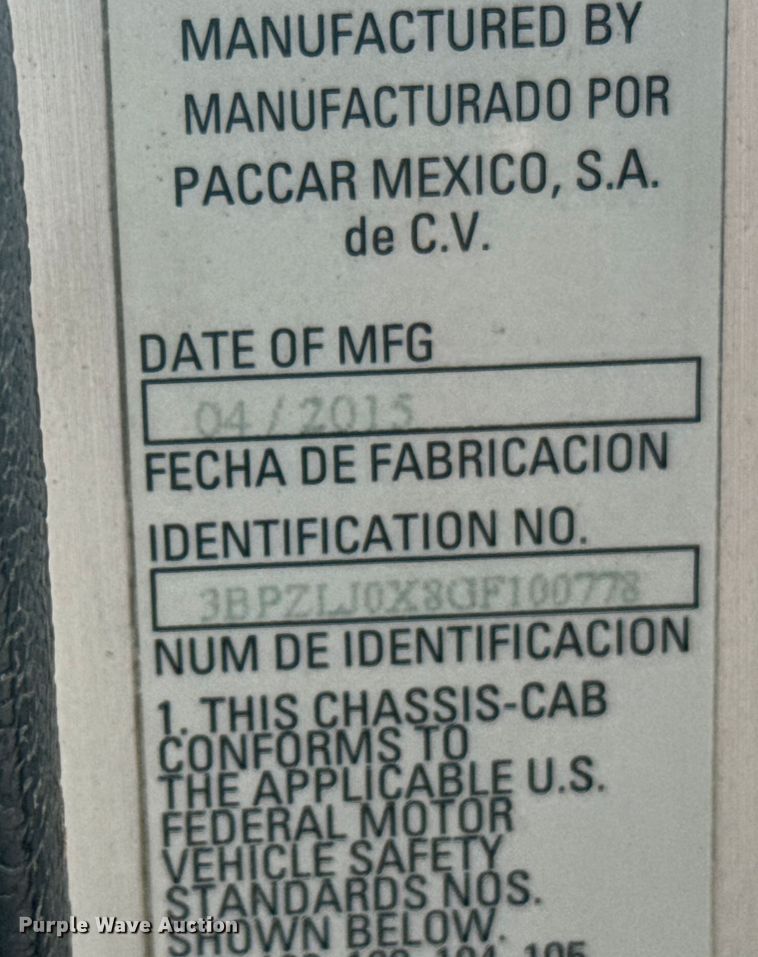 MANUFACTURED BY
MANUFACTURADO POR
PACCAR MEXICO, S.A.
de C.V.
DATE OF MFG
04 / 2015
FECHA DE FABRICACION
IDENTIFICATION NO.
3BPZLJ0X8GF100778
NUM DE IDENTIFICACION
1. THIS CHASSIS-CAB
CONFORMS TO
THE APPLICABLE U.S.
FEDERAL MOTOR
VEHICLE SAFETY
STANDARDS NOS.
SHOWN BELOW.
104 105
Purple Wave Auction